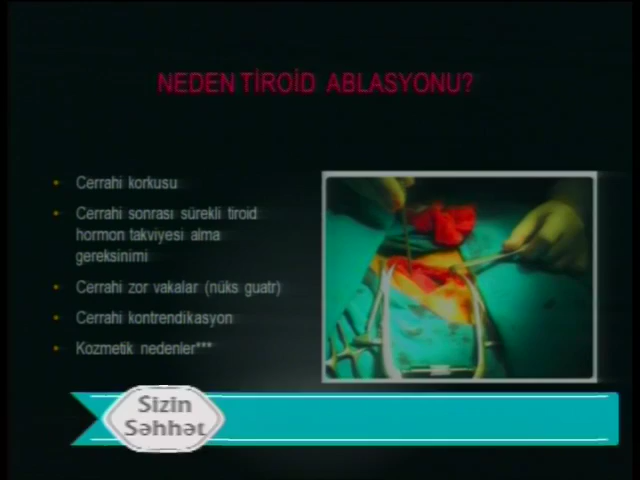 NEDEN TİROİD ABLASYONU?
• Cerrahi korkusu
• Cerrahi sonrası sürekli tiroid
hormon takviyesi alma
gereksinimi
• Cerrahi zor vakalar (nüks guatr)
• Cerrahi kontrendikasyon
• Kozmetik nedenler***
Sizin
Səhhət